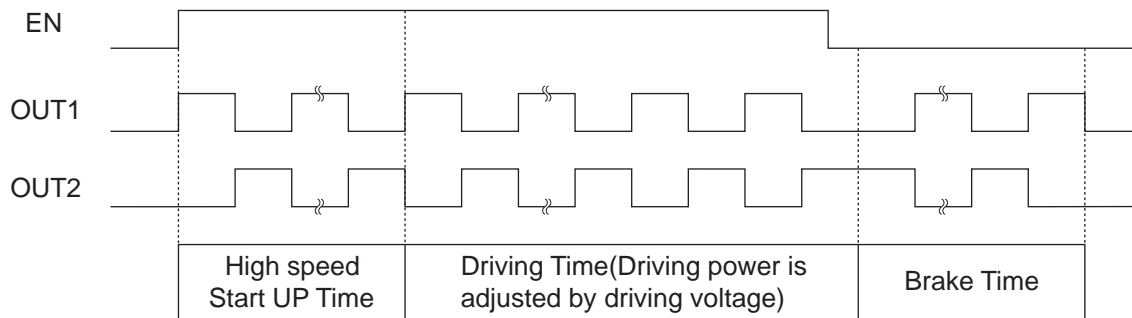 EN
OUT1
OUT2
High speed
Start UP Time
Driving Time(Driving power is
adjusted by driving voltage)
Brake Time